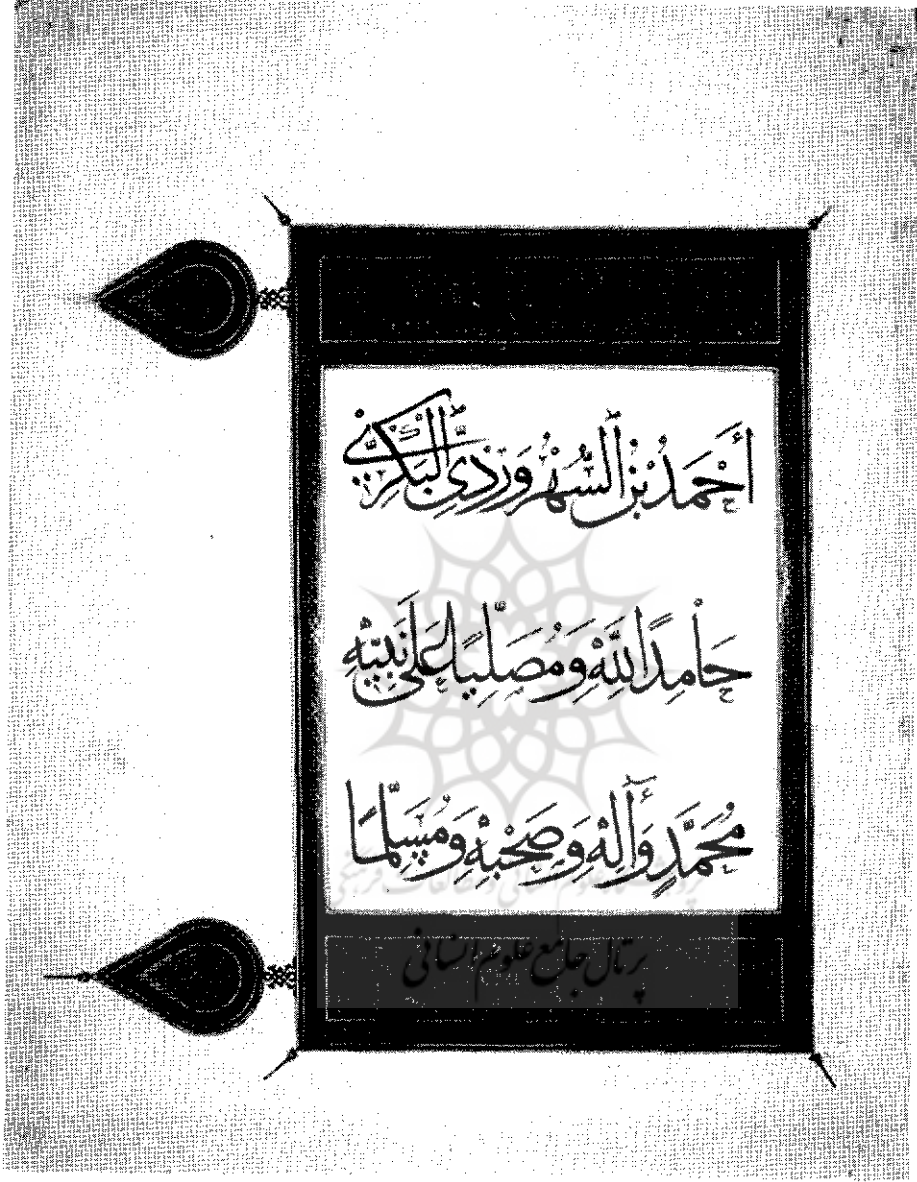 أَحْمَدُ بْنُ السُّهْرَوَرْدِيّ الْبَكْرِيّ
حَامِدًا لِلَّهِ وَمُصَلِّيًا عَلَى نَبِيِّهِ
مُحَمَّدٍ وَآلِهِ وَصَحْبِهِ وَمُسَلِّمًا
پرتال جامع علوم انسانی